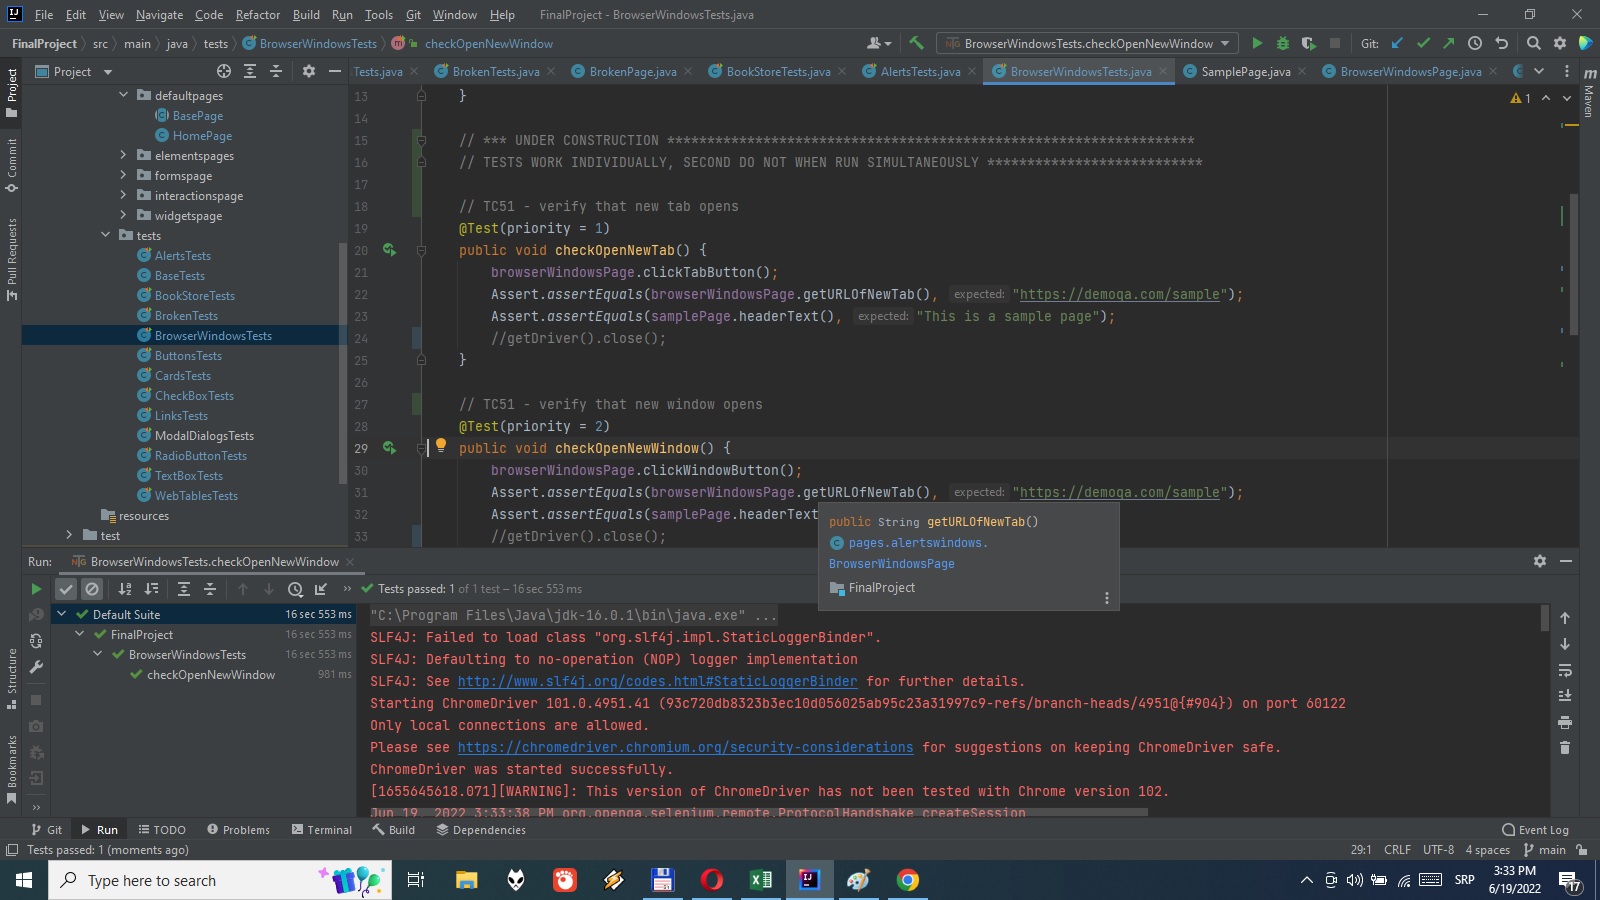 File Edit View Navigate Code Refactor Build Run Tools Git Window Help FinalProject - BrowserWindowsTests.java
FinalProject src main java tests BrowserWindowsTests checkOpenNewWindow BrowserWindowsTests.checkOpenNewWindow Git:
Project Tests.java BrokenTests.java BrokenPage.java BookStoreTests.java AlertsTests.java BrowserWindowsTests.java SamplePage.java BrowserWindowsPage.java
Project
Commit
Pull Requests
Structure
Bookmarks
Maven
defaultpages
BasePage
HomePage
elementspages
formspage
interactionspage
widgetspage
tests
AlertsTests
BaseTests
BookStoreTests
BrokenTests
BrowserWindowsTests
ButtonsTests
CardsTests
CheckBoxTests
LinksTests
ModalDialogsTests
RadioButtonTests
TextBoxTests
WebTablesTests
resources
test
1
13 }
14
15 // *** UNDER CONSTRUCTION ******************************************************************
16 // TESTS WORK INDIVIDUALLY, SECOND DO NOT WHEN RUN SIMULTANEOUSLY ***************************
17
18 // TC51 - verify that new tab opens
19 @Test(priority = 1)
20 public void checkOpenNewTab() {
21 browserWindowsPage.clickTabButton();
22 Assert.assertEquals(browserWindowsPage.getURLOfNewTab(), expected: "https://demoqa.com/sample");
23 Assert.assertEquals(samplePage.headerText(), expected: "This is a sample page");
24 //getDriver().close();
25 }
26
27 // TC51 - verify that new window opens
28 @Test(priority = 2)
29 public void checkOpenNewWindow() {
30 browserWindowsPage.clickWindowButton();
31 Assert.assertEquals(browserWindowsPage.getURLOfNewTab(), expected: "https://demoqa.com/sample");
32 Assert.assertEquals(samplePage.headerText
33 //getDriver().close();
public String getURLOfNewTab()
pages.alertswindows.
BrowserWindowsPage
FinalProject
Run: BrowserWindowsTests.checkOpenNewWindow
Tests passed: 1 of 1 test – 16 sec 553 ms
Default Suite 16 sec 553 ms
FinalProject 16 sec 553 ms
BrowserWindowsTests 16 sec 553 ms
checkOpenNewWindow 981 ms
"C:\Program Files\Java\jdk-16.0.1\bin\java.exe" ...
SLF4J: Failed to load class "org.slf4j.impl.StaticLoggerBinder".
SLF4J: Defaulting to no-operation (NOP) logger implementation
SLF4J: See http://www.slf4j.org/codes.html#StaticLoggerBinder for further details.
Starting ChromeDriver 101.0.4951.41 (93c720db8323b3ec10d056025ab95c23a31997c9-refs/branch-heads/4951@{#904}) on port 60122
Only local connections are allowed.
Please see https://chromedriver.chromium.org/security-considerations for suggestions on keeping ChromeDriver safe.
ChromeDriver was started successfully.
[1655645618.071][WARNING]: This version of ChromeDriver has not been tested with Chrome version 102.
Jun 19, 2022 3:33:38 PM org.openqa.selenium.remote.ProtocolHandshake createSession
Git Run TODO Problems Terminal Build Dependencies Event Log
Tests passed: 1 (moments ago) 29:1 CRLF UTF-8 4 spaces main
Type here to search
SRP
3:33 PM
6/19/2022
17